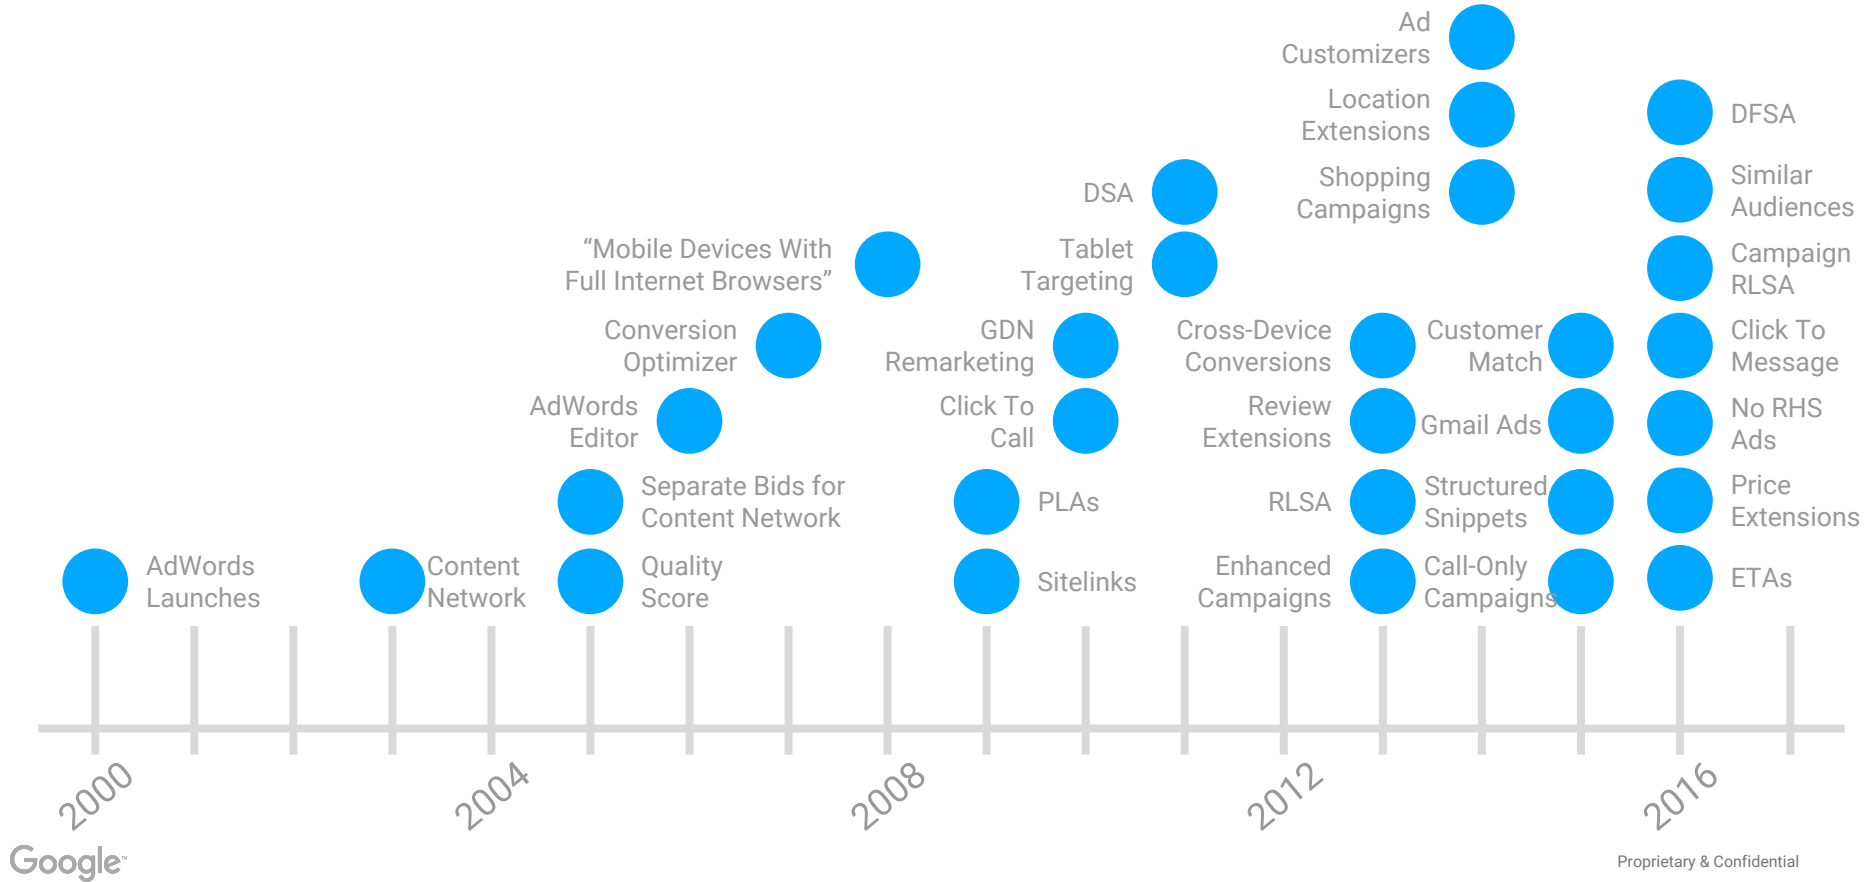 Ad
Customizers
Location
Extensions
DFSA
DSA
Shopping
Campaigns
Similar
Audiences
“Mobile Devices With
Full Internet Browsers”
Tablet
Targeting
Campaign
RLSA
Conversion
Optimizer
GDN
Remarketing
Cross-Device
Conversions
Customer
Match
Click To
Message
AdWords
Editor
Click To
Call
Review
Extensions
Gmail Ads
No RHS
Ads
Separate Bids for
Content Network
PLAs
RLSA
Structured
Snippets
Price
Extensions
AdWords
Launches
Content
Network
Quality
Score
Sitelinks
Enhanced
Campaigns
Call-Only
Campaigns
ETAs
2000
2004
2008
2012
2016
Google™
Proprietary & Confidential